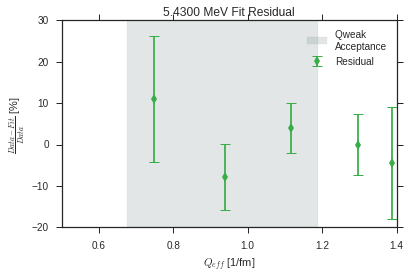 5.4300 MeV Fit Residual
30
20
10
0
−10
−20
Data−Fit
Data
[%]
Qweak
Acceptance
Residual
0.6
0.8
1.0
1.2
1.4
Q_eff [1/fm]